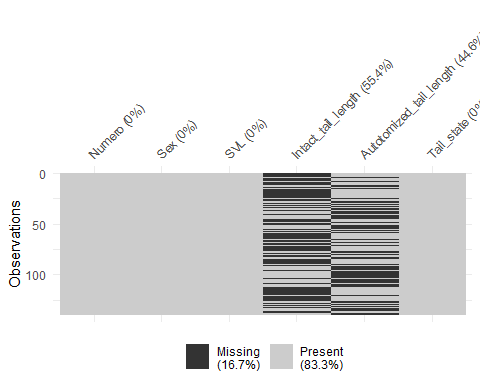 Numero (0%)
Sex (0%)
SVL (0%)
Intact_tail_length (55.4%)
Autotomized_tail_length (44.6%)
Tail_state (0%
Observations
0
50
100
Missing
(16.7%)
Present
(83.3%)